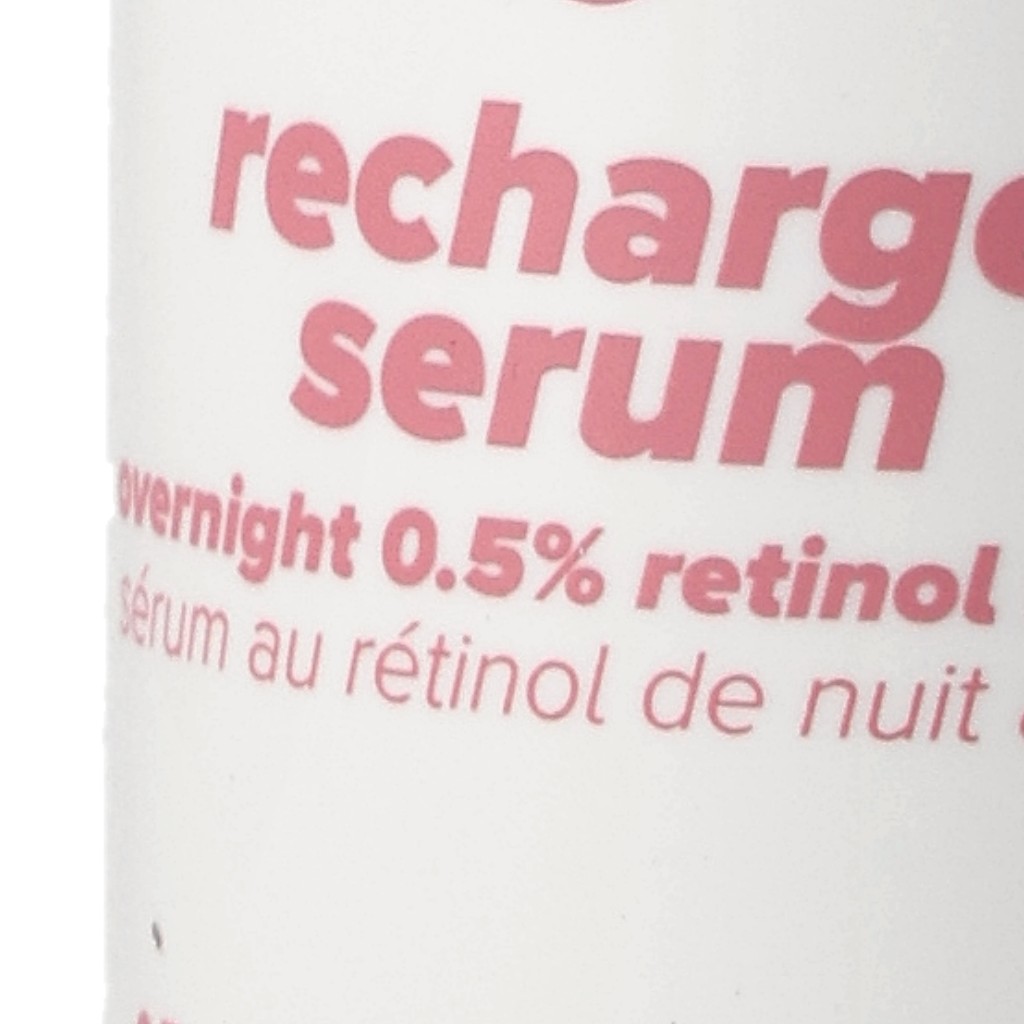 recharge
serum
overnight 0.5% retinol
sérum au rétinol de nuit